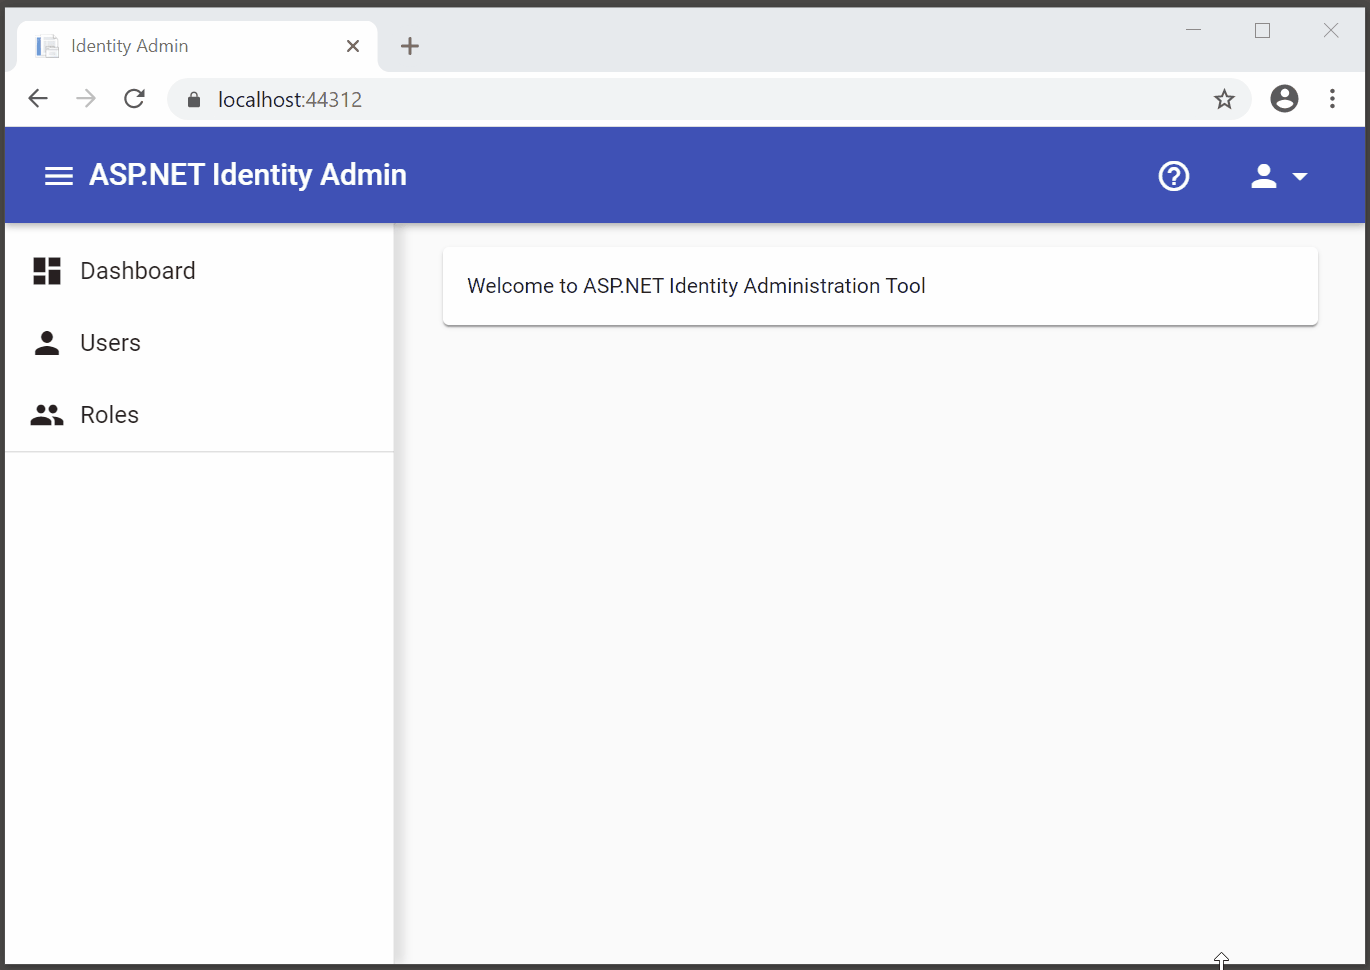 Identity Admin
localhost:44312
ASP.NET Identity Admin
Dashboard
Users
Roles
Welcome to ASP.NET Identity Administration Tool